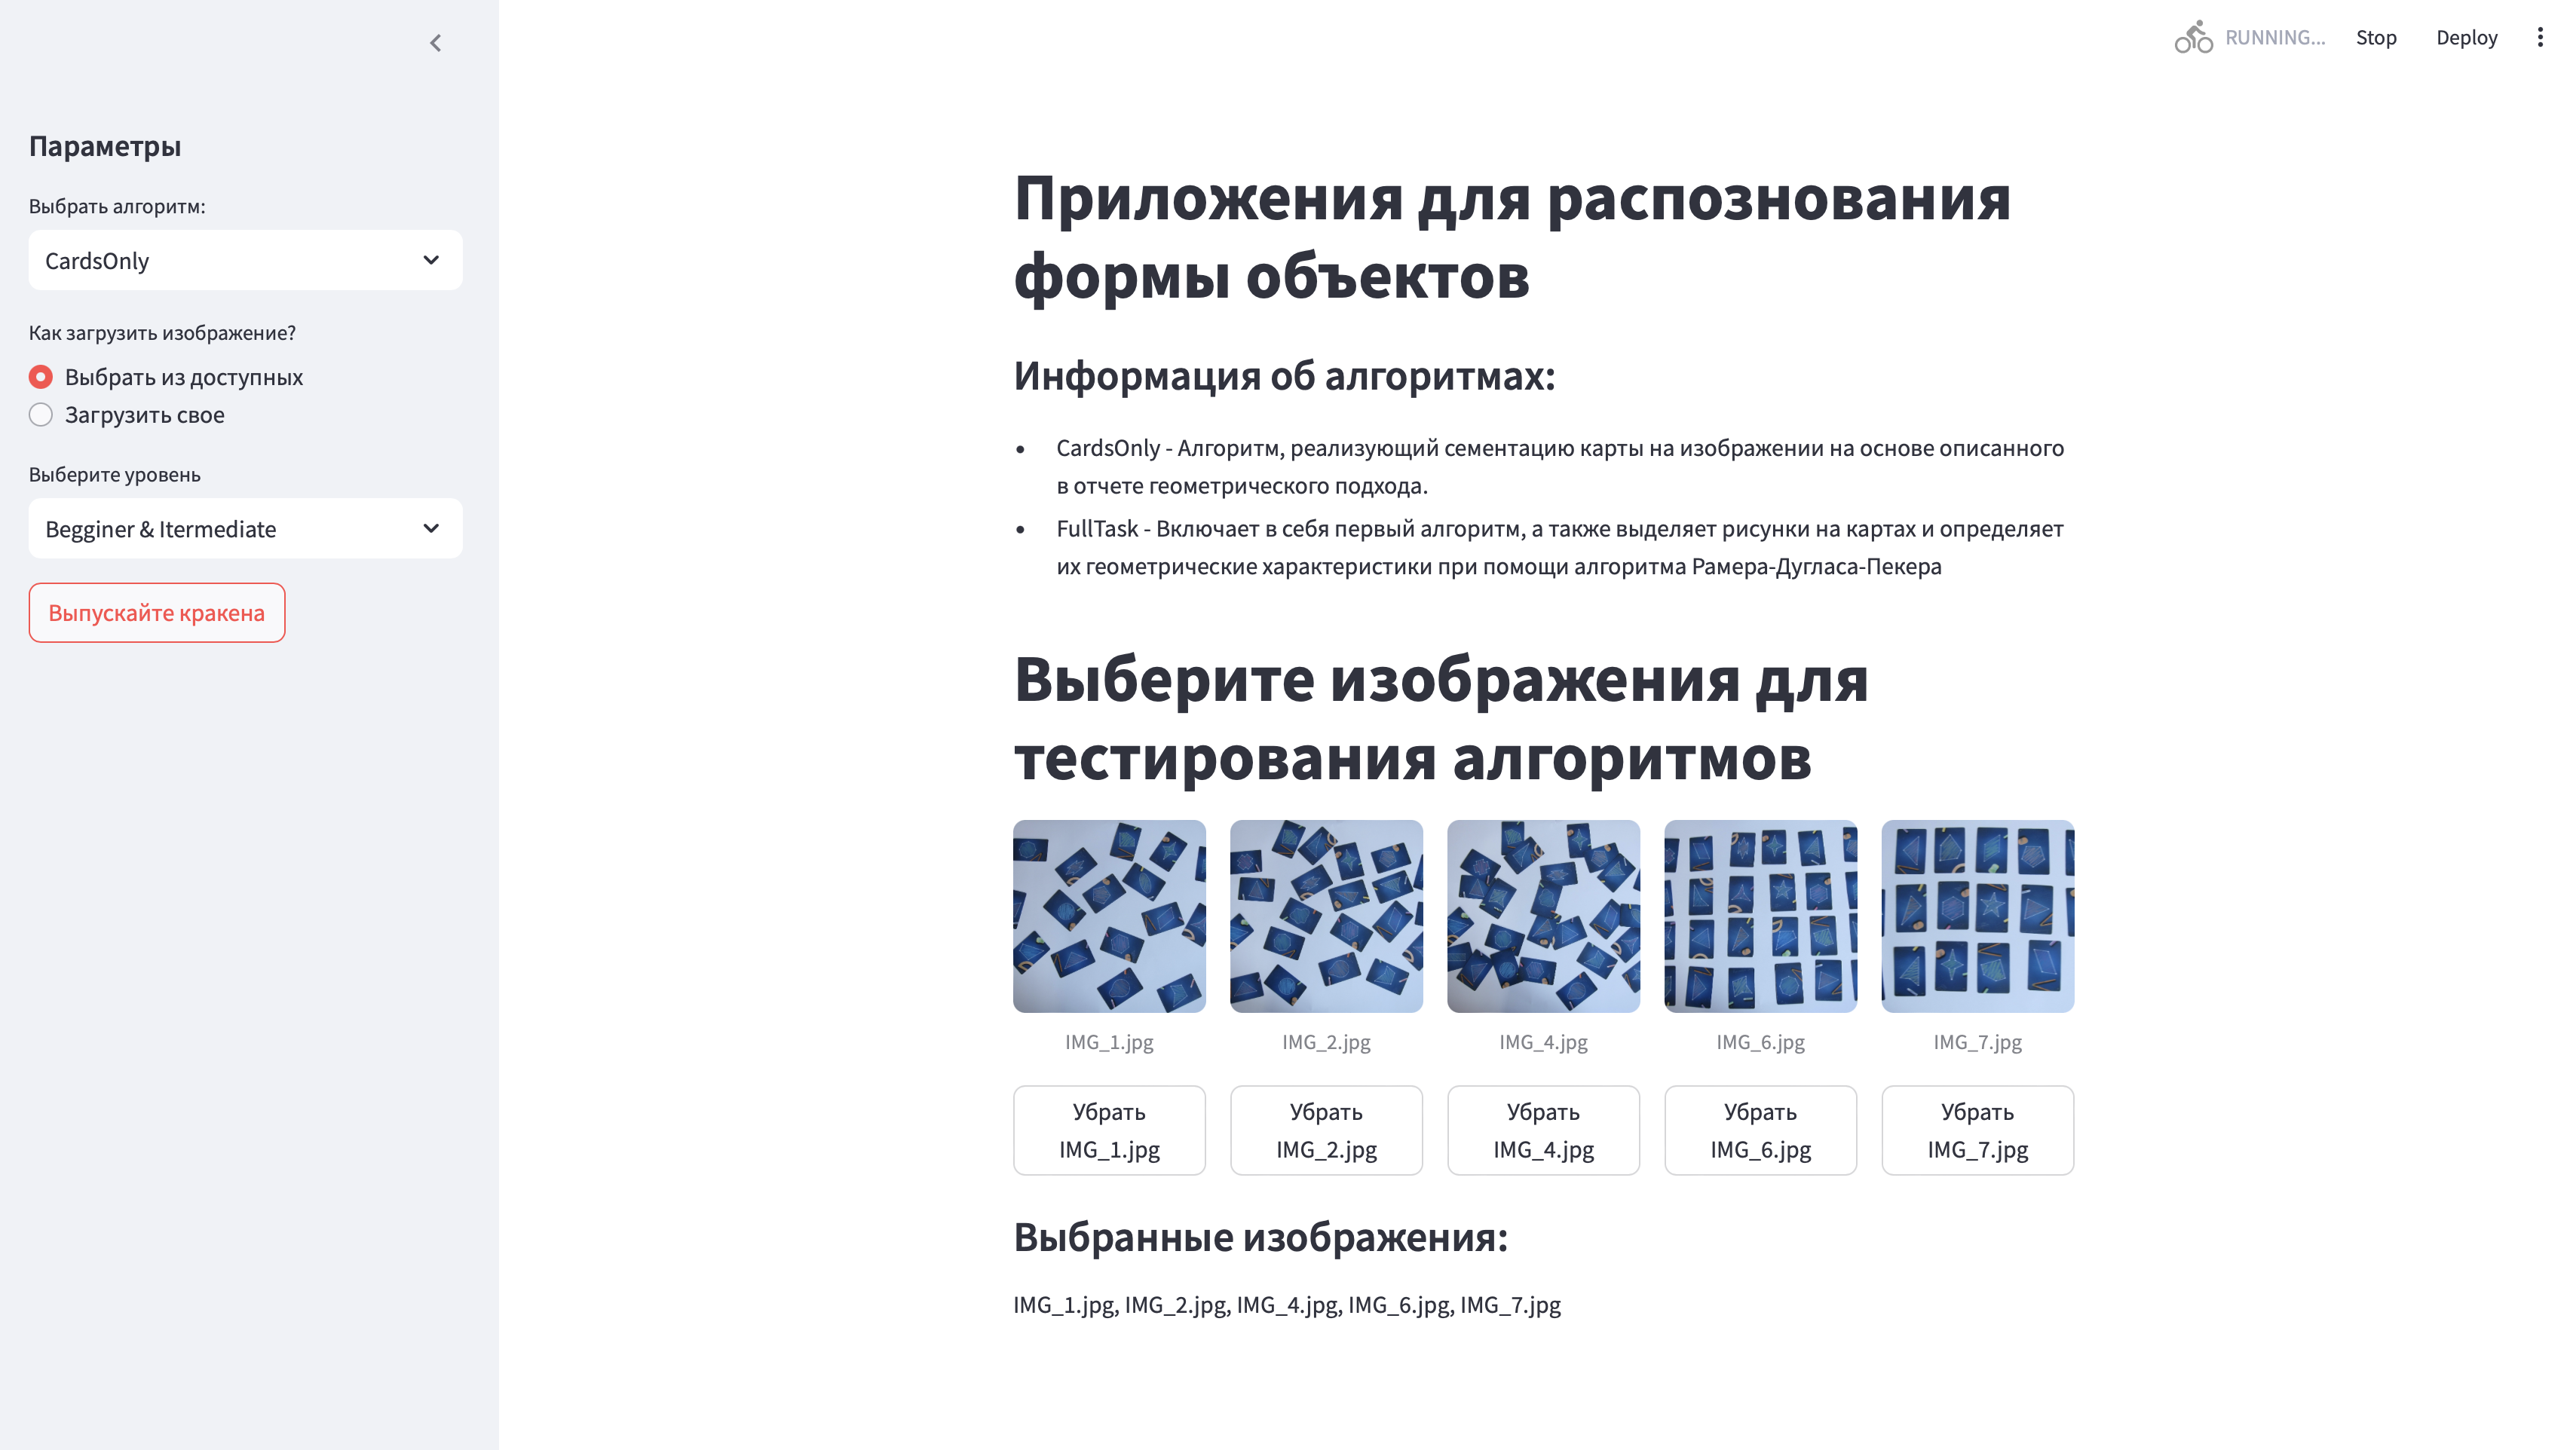 RUNNING...
Stop
Deploy
Параметры
Выбрать алгоритм:
CardsOnly
Как загрузить изображение?
Выбрать из доступных
Загрузить свое
Выберите уровень
Begginer & Itermediate
Выпускайте кракена
Приложения для распознования
формы объектов
Информация об алгоритмах:
CardsOnly - Алгоритм, реализующий сементацию карты на изображении на основе описанного
в отчете геометрического подхода.
FullTask - Включает в себя первый алгоритм, а также выделяет рисунки на картах и определяет
их геометрические характеристики при помощи алгоритма Рамера-Дугласа-Пекера
Выберите изображения для
тестирования алгоритмов
IMG_1.jpg
IMG_2.jpg
IMG_4.jpg
IMG_6.jpg
IMG_7.jpg
Убрать
IMG_1.jpg
Убрать
IMG_2.jpg
Убрать
IMG_4.jpg
Убрать
IMG_6.jpg
Убрать
IMG_7.jpg
Выбранные изображения:
IMG_1.jpg, IMG_2.jpg, IMG_4.jpg, IMG_6.jpg, IMG_7.jpg